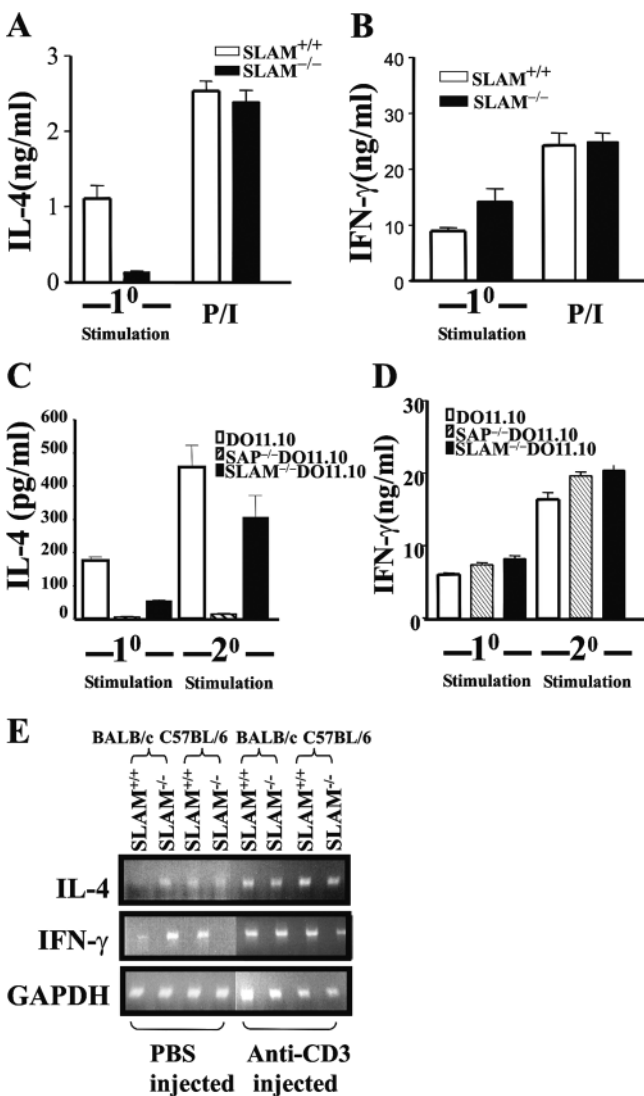 A
SLAM+/+
SLAM−/−
IL-4(ng/ml)
3
2
1
0
1⁰
Stimulation
P/I
B
SLAM+/+
SLAM−/−
IFN-γ(ng/ml)
40
30
20
10
0
1⁰
Stimulation
P/I
C
DO11.10
SAP−/−DO11.10
SLAM−/−DO11.10
IL-4 (pg/ml)
600
500
400
300
200
100
0
1⁰
2⁰
Stimulation
Stimulation
D
DO11.10
SAP−/−DO11.10
SLAM−/−DO11.10
IFN-γ(ng/ml)
30
20
10
0
1⁰
2⁰
Stimulation
Stimulation
E
BALB/c C57BL/6 BALB/c C57BL/6
SLAM+/+ SLAM-/- SLAM+/+ SLAM-/- SLAM+/+ SLAM-/- SLAM+/+ SLAM-/-
IL-4
IFN-γ
GAPDH
PBS
injected
Anti-CD3
injected